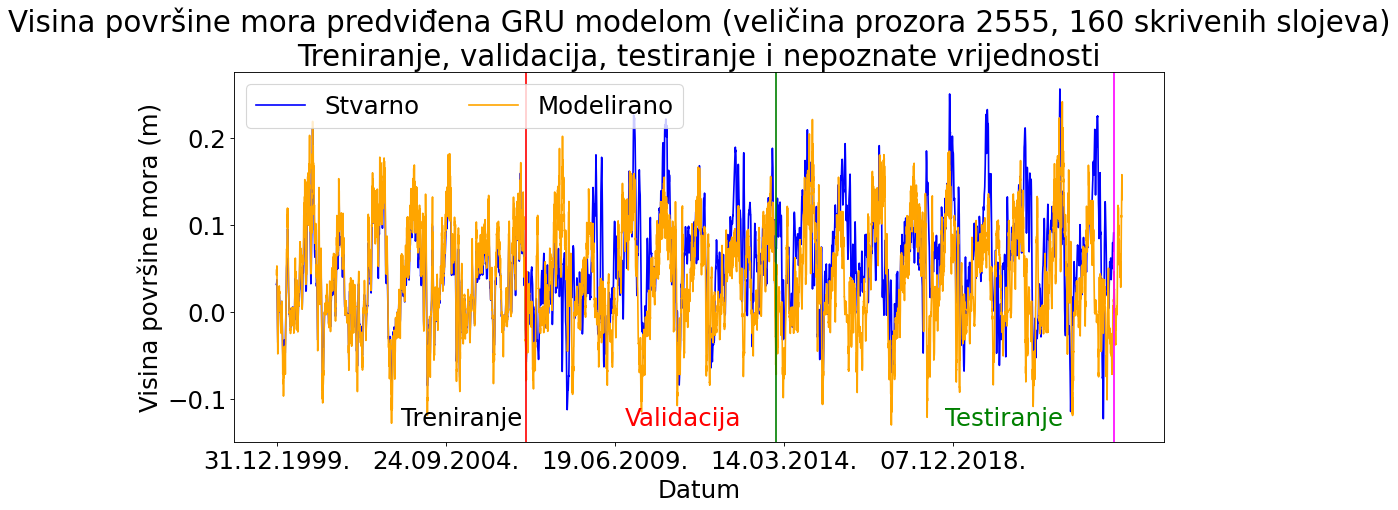 Visina površine mora predviđena GRU modelom (veličina prozora 2555, 160 skrivenih slojeva)
Treniranje, validacija, testiranje i nepoznate vrijednosti
Stvarno
Modelirano
Visina površine mora (m)
0.2
0.1
0.0
−0.1
Treniranje
Validacija
Testiranje
31.12.1999.
24.09.2004.
19.06.2009.
14.03.2014.
07.12.2018.
Datum